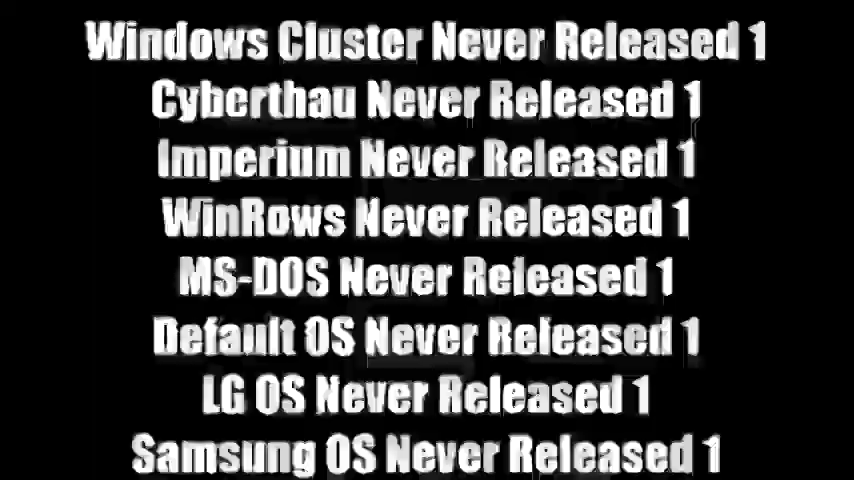 Windows Cluster Never Released 1
Cyberthau Never Released 1
Imperium Never Released 1
WinRows Never Released 1
MS-DOS Never Released 1
Default OS Never Released 1
LG OS Never Released 1
Samsung OS Never Released 1